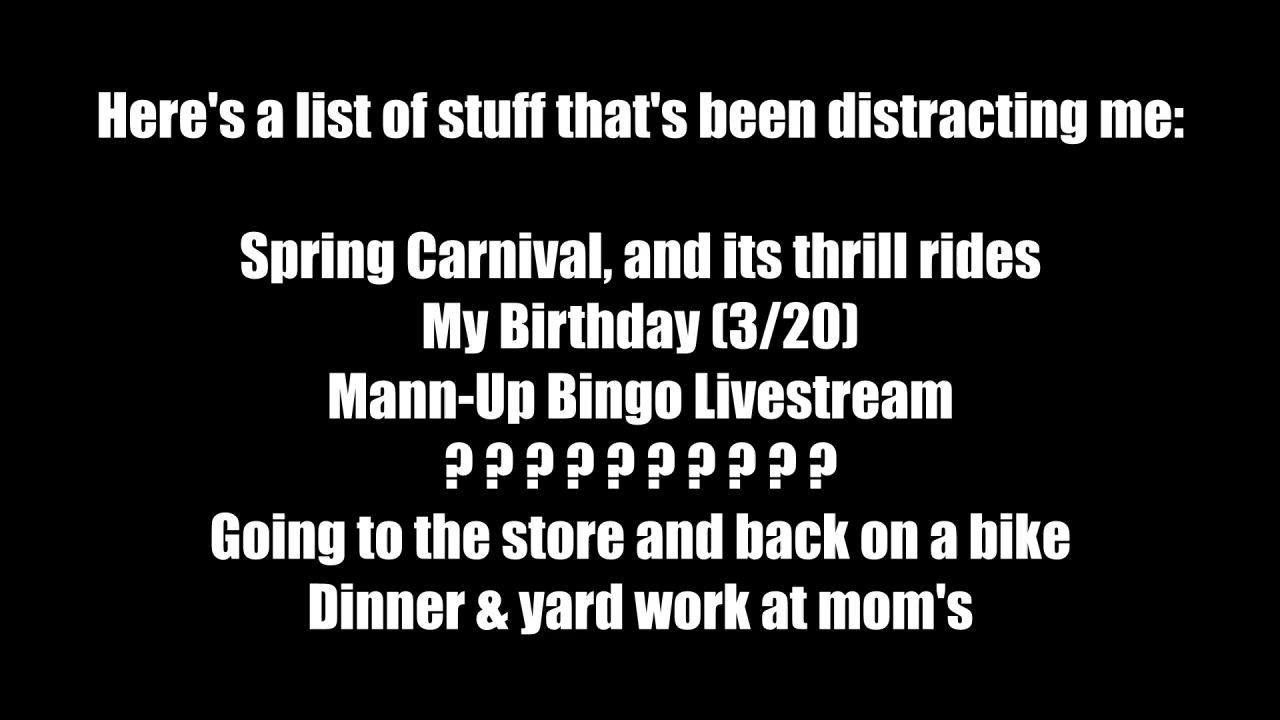 Here's a list of stuff that's been distracting me:
Spring Carnival, and its thrill rides
My Birthday (3/20)
Mann-Up Bingo Livestream
? ? ? ? ? ? ? ? ? ?
Going to the store and back on a bike
Dinner & yard work at mom's